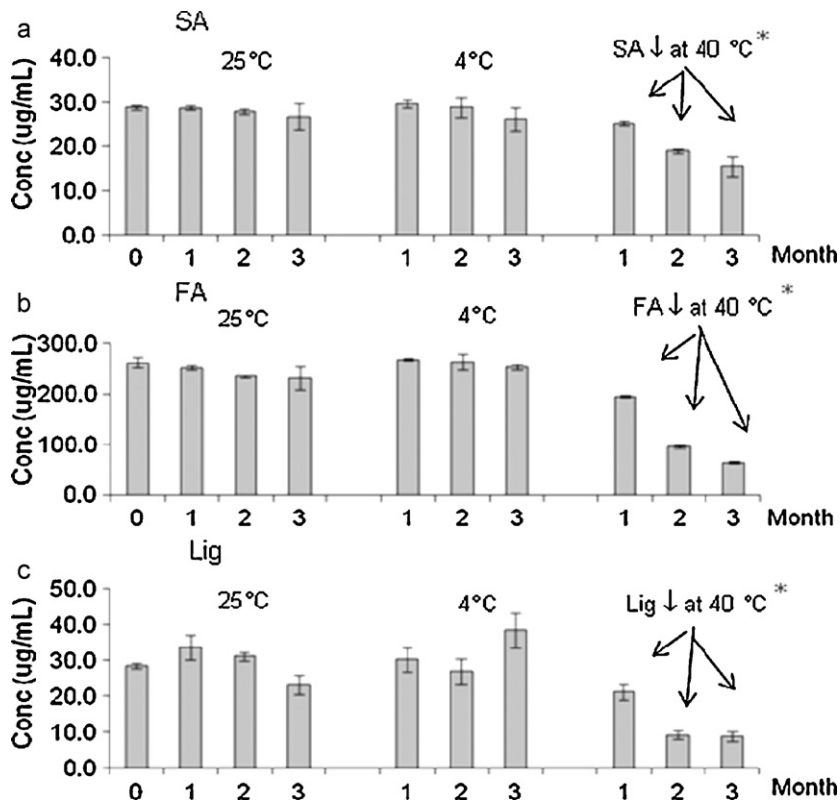 a
SA
40.0
30.0
20.0
10.0
0.0
Conc (ug/mL)
25°C
4°C
SA ↓ at 40 °C*
0 1 2 3 1 2 3 1 2 3 Month
b
FA
300.0
200.0
100.0
0.0
Conc (ug/mL)
25°C
4°C
FA ↓ at 40 °C *
0 1 2 3 1 2 3 1 2 3 Month
c
Lig
50.0
40.0
30.0
20.0
10.0
0.0
Conc (ug/mL)
25°C
4°C
Lig ↓ at 40 °C *
0 1 2 3 1 2 3 1 2 3 Month